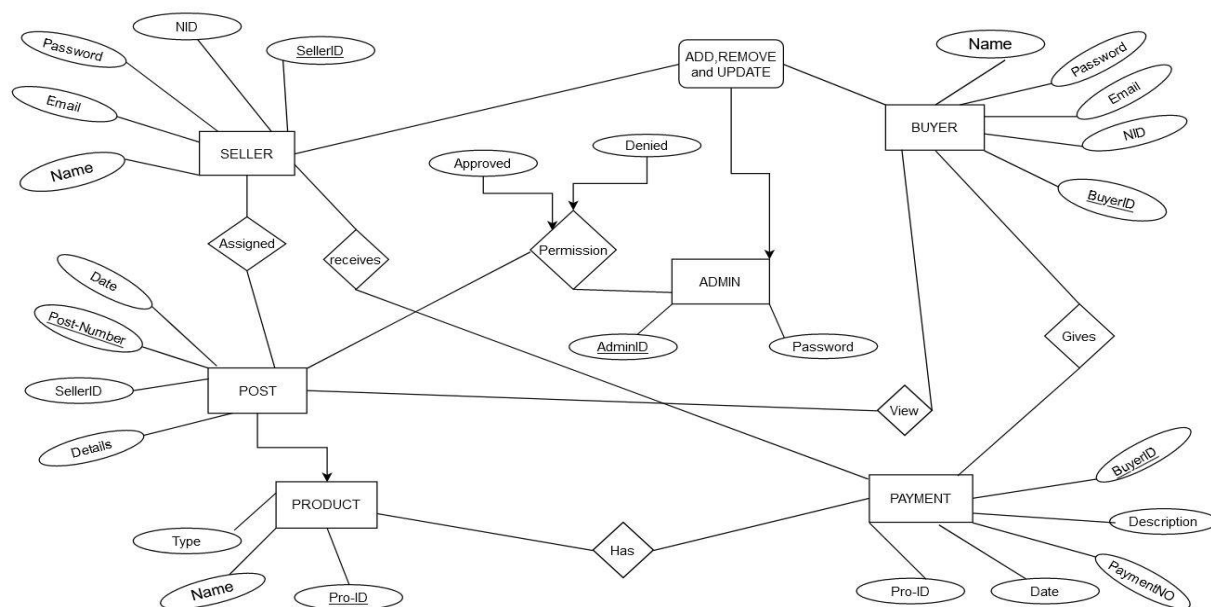 NID
Password
SellerID
Email
SELLER
Name
ADD,REMOVE
and UPDATE
Name
Password
Email
BUYER
NID
BuyerID
Approved
Denied
Assigned
receives
Permission
ADMIN
AdminID
Password
Date
Post-Number
SellerID
POST
Details
View
Gives
PRODUCT
Type
Name
Pro-ID
Has
PAYMENT
BuyerID
Description
PaymentNO
Pro-ID
Date